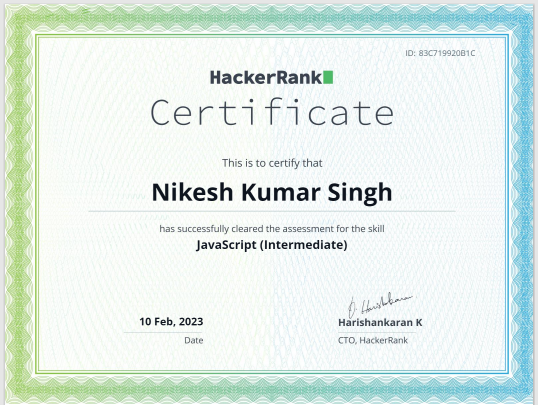 ID: 83C719920B1C
HackerRank
Certificate
This is to certify that
Nikesh Kumar Singh
has successfully cleared the assessment for the skill
JavaScript (Intermediate)
10 Feb, 2023
Date
Harishankaran K
CTO, HackerRank